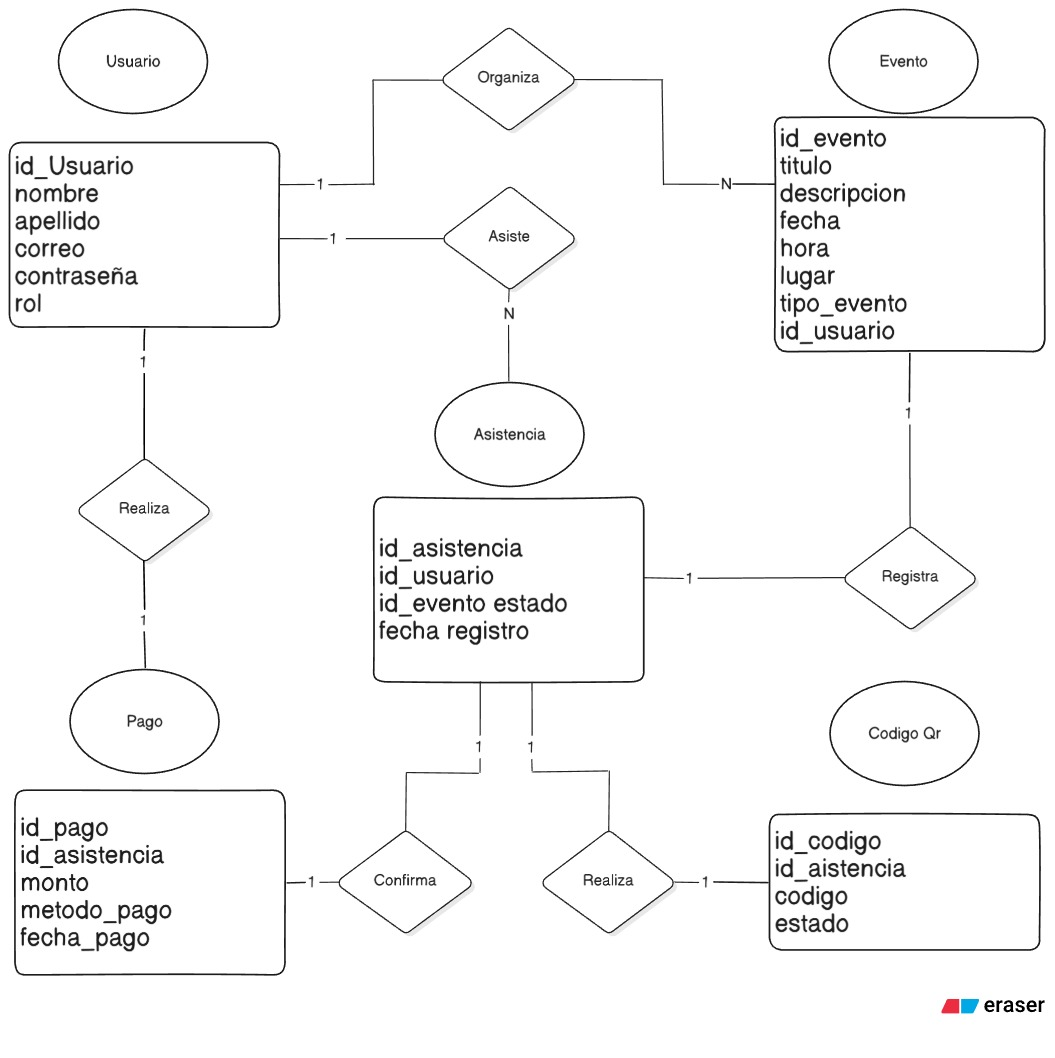 Usuario
Organiza
Evento
id_Usuario
nombre
apellido
correo
contraseña
rol
1
N
1
Asiste
N
id_evento
titulo
descripcion
fecha
hora
lugar
tipo_evento
id_usuario
1
1
Asistencia
Realiza
id_asistencia
id_usuario
id_evento estado
fecha registro
1
Registra
1
Pago
1
1
Codigo Qr
id_pago
id_asistencia
monto
metodo_pago
fecha_pago
1
Confirma
Realiza
1
id_codigo
id_aistencia
codigo
estado
eraser